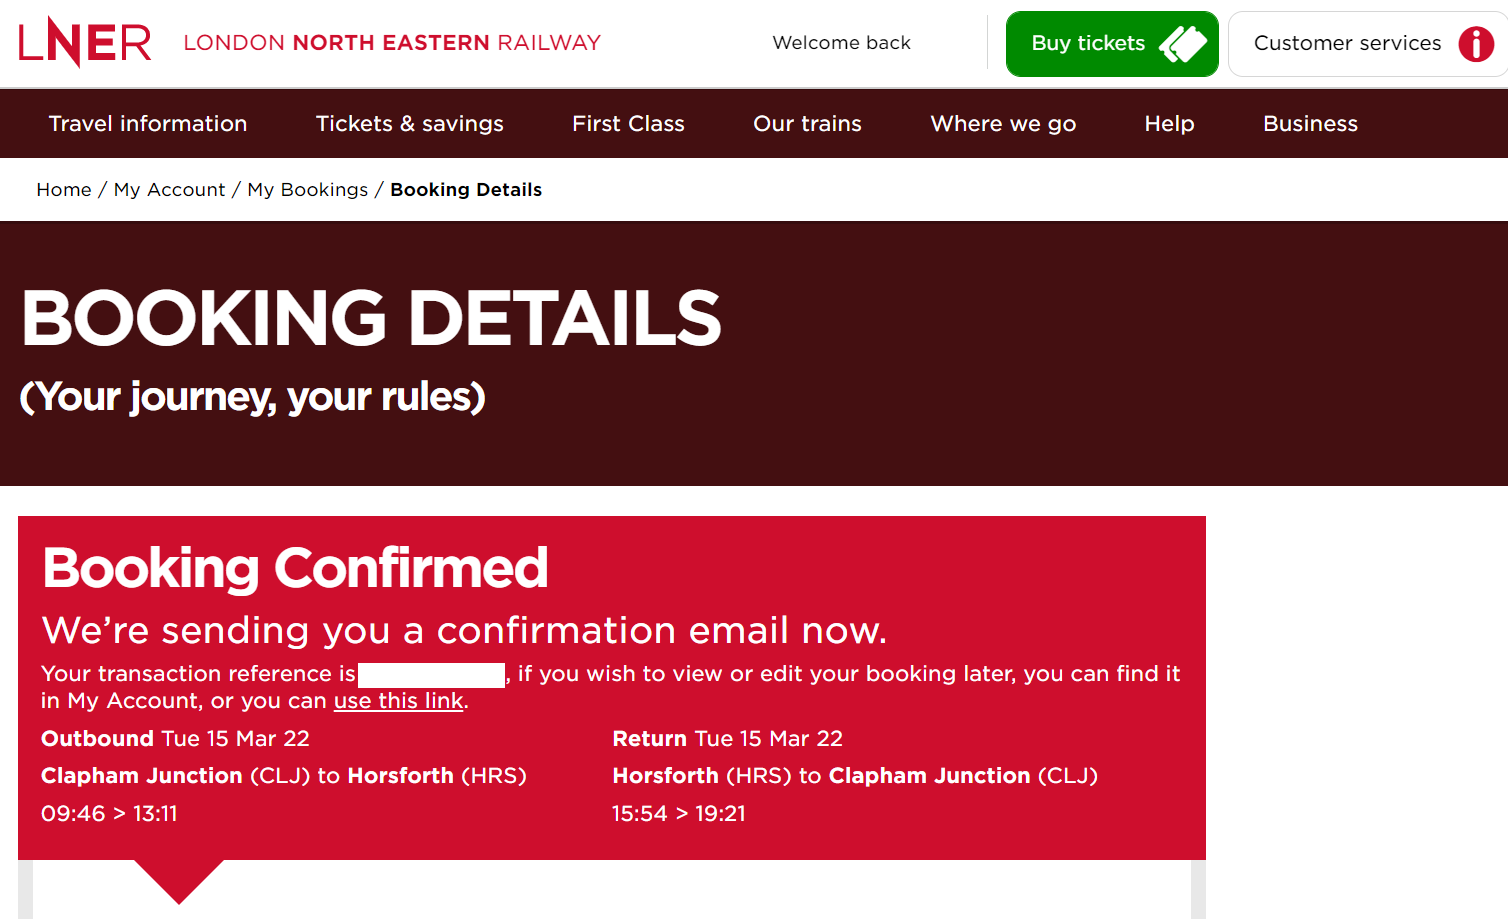 LNER LONDON NORTH EASTERN RAILWAY Welcome back Buy tickets Customer services
Travel information Tickets & savings First Class Our trains Where we go Help Business
Home / My Account / My Bookings / Booking Details
BOOKING DETAILS
(Your journey, your rules)
Booking Confirmed
We're sending you a confirmation email now.
Your transaction reference is , if you wish to view or edit your booking later, you can find it
in My Account, or you can use this link.
Outbound Tue 15 Mar 22 Return Tue 15 Mar 22
Clapham Junction (CLJ) to Horsforth (HRS) Horsforth (HRS) to Clapham Junction (CLJ)
09:46 > 13:11 15:54 > 19:21